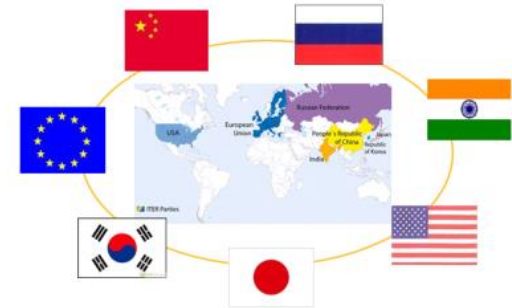 Russian Federation
European
Union
USA
People's Republic
of China
Japan
Republic
of Korea
India
ITER Parties